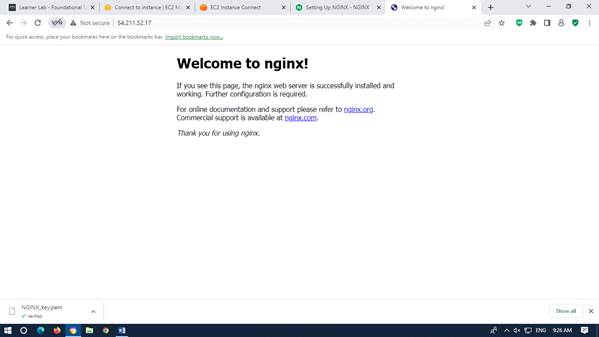 Learner Lab - Foundational S
Connect to instance | EC2 M
EC2 Instance Connect
Setting Up NGINX - NGINX
Welcome to nginx!
VPN
Not secure
54.211.52.17
For quick access, place your bookmarks here on the bookmarks bar. Import bookmarks now...
Welcome to nginx!
If you see this page, the nginx web server is successfully installed and
working. Further configuration is required.
For online documentation and support please refer to nginx.org.
Commercial support is available at nginx.com.
Thank you for using nginx.
NGINX_key.pem
Verified
Show all
ENG
9:26 AM